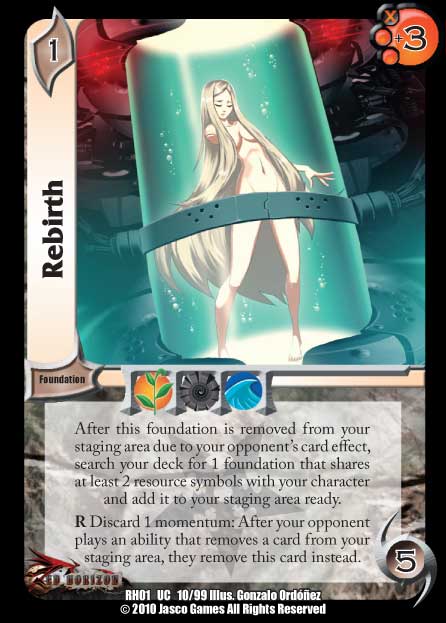 1
X
+3
Rebirth
Foundation
After this foundation is removed from your
staging area due to your opponent's card effect,
search your deck for 1 foundation that shares
at least 2 resource symbols with your character
and add it to your staging area ready.
R Discard 1 momentum: After your opponent
plays an ability that removes a card from your
staging area, they remove this card instead.
5
RED HORIZON
RH01 UC 10/99 Illus. Gonzalo Ordóñez
© 2010 Jasco Games All Rights Reserved